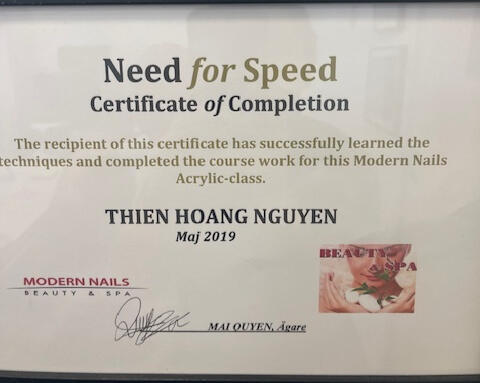 Need for Speed
Certificate of Completion
The recipient of this certificate has successfully learned the
techniques and completed the course work for this Modern Nails
Acrylic-class.
THIEN HOANG NGUYEN
Maj 2019
BEAUTY
& SPA
MODERN NAILS
BEAUTY & SPA
MAI QUYEN, Ägare